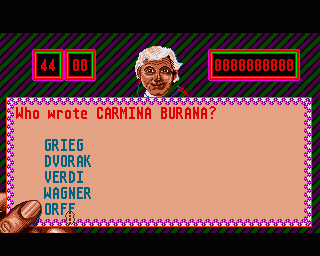 44 00 0000000000
Who wrote CARMINA BURANA?
GRIEG
DVORAK
VERDI
WAGNER
ORFF